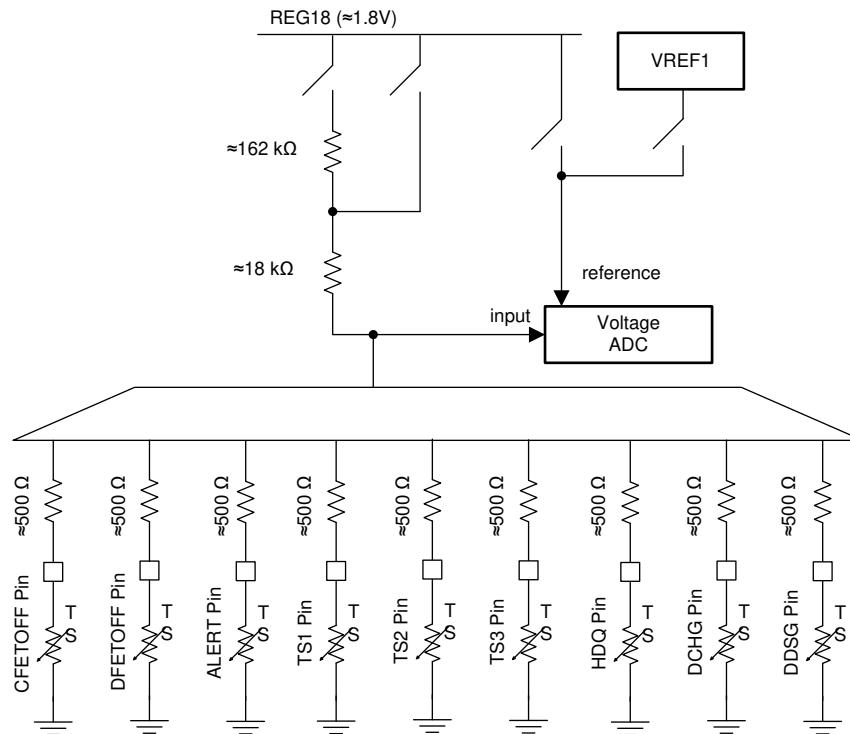 REG18 (≈1.8V)
VREF1
≈162 kΩ
≈18 kΩ
reference
input
Voltage
ADC
≈500 Ω
≈500 Ω
≈500 Ω
≈500 Ω
≈500 Ω
≈500 Ω
≈500 Ω
≈500 Ω
≈500 Ω
CFETOFF Pin
T
S
DFETOFF Pin
T
S
ALERT Pin
T
S
TS1 Pin
T
S
TS2 Pin
T
S
TS3 Pin
T
S
HDQ Pin
T
S
DCHG Pin
T
S
DDSG Pin
T
S